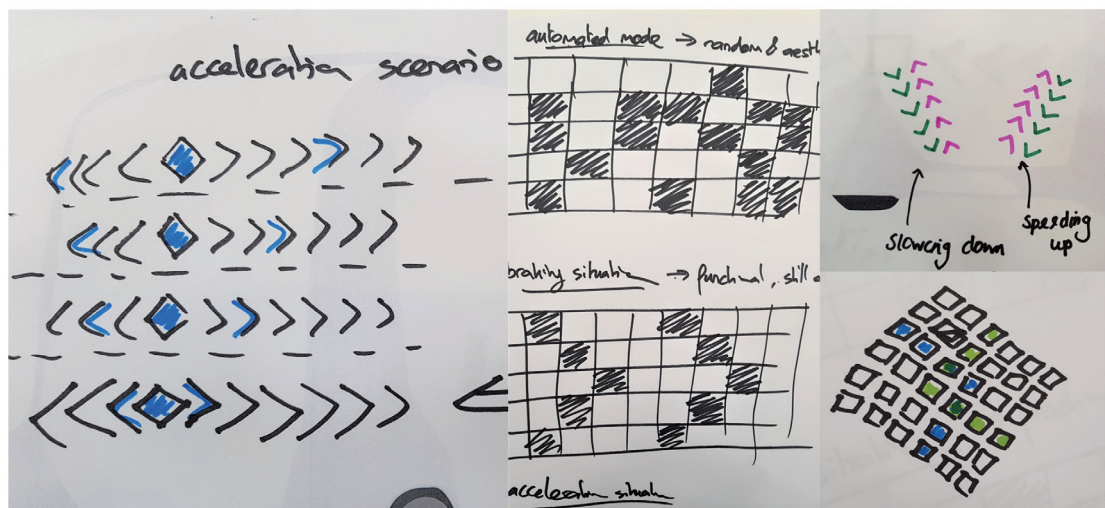 acceleration scenario
automated mode → random & aesth
braking situation → functional, still
acceleration situation
slowing down
speeding
up